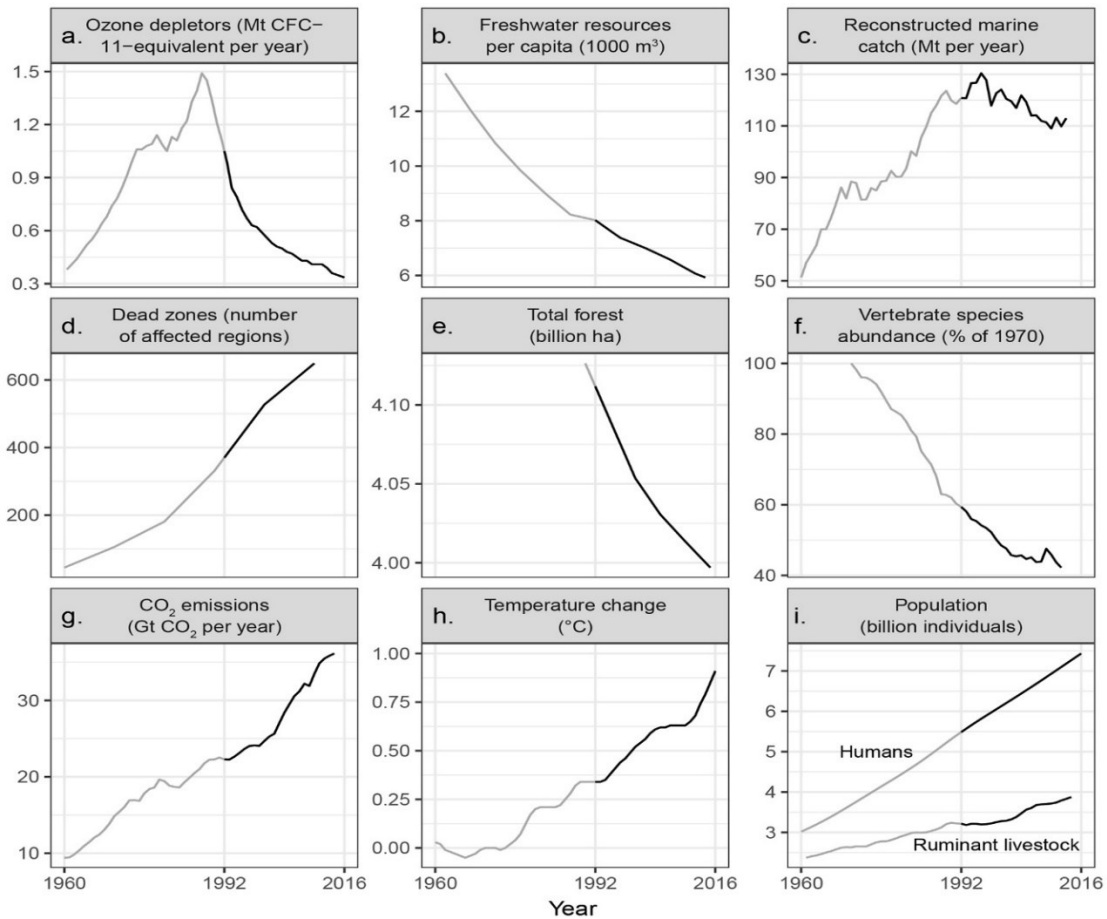 a. Ozone depletors (Mt CFC−
11−equivalent per year)
1.5
1.2
0.9
0.6
0.3
b. Freshwater resources
per capita (1000 m³)
12
10
8
6
c. Reconstructed marine
catch (Mt per year)
130
110
90
70
50
d. Dead zones (number
of affected regions)
600
400
200
e. Total forest
(billion ha)
4.10
4.05
4.00
f. Vertebrate species
abundance (% of 1970)
100
80
60
40
g. CO₂ emissions
(Gt CO₂ per year)
30
20
10
1960 1992 2016
h. Temperature change
(°C)
1.00
0.75
0.50
0.25
0.00
1960 1992 2016
i. Population
(billion individuals)
7
6
5
4
3
Humans
Ruminant livestock
1960 1992 2016
Year